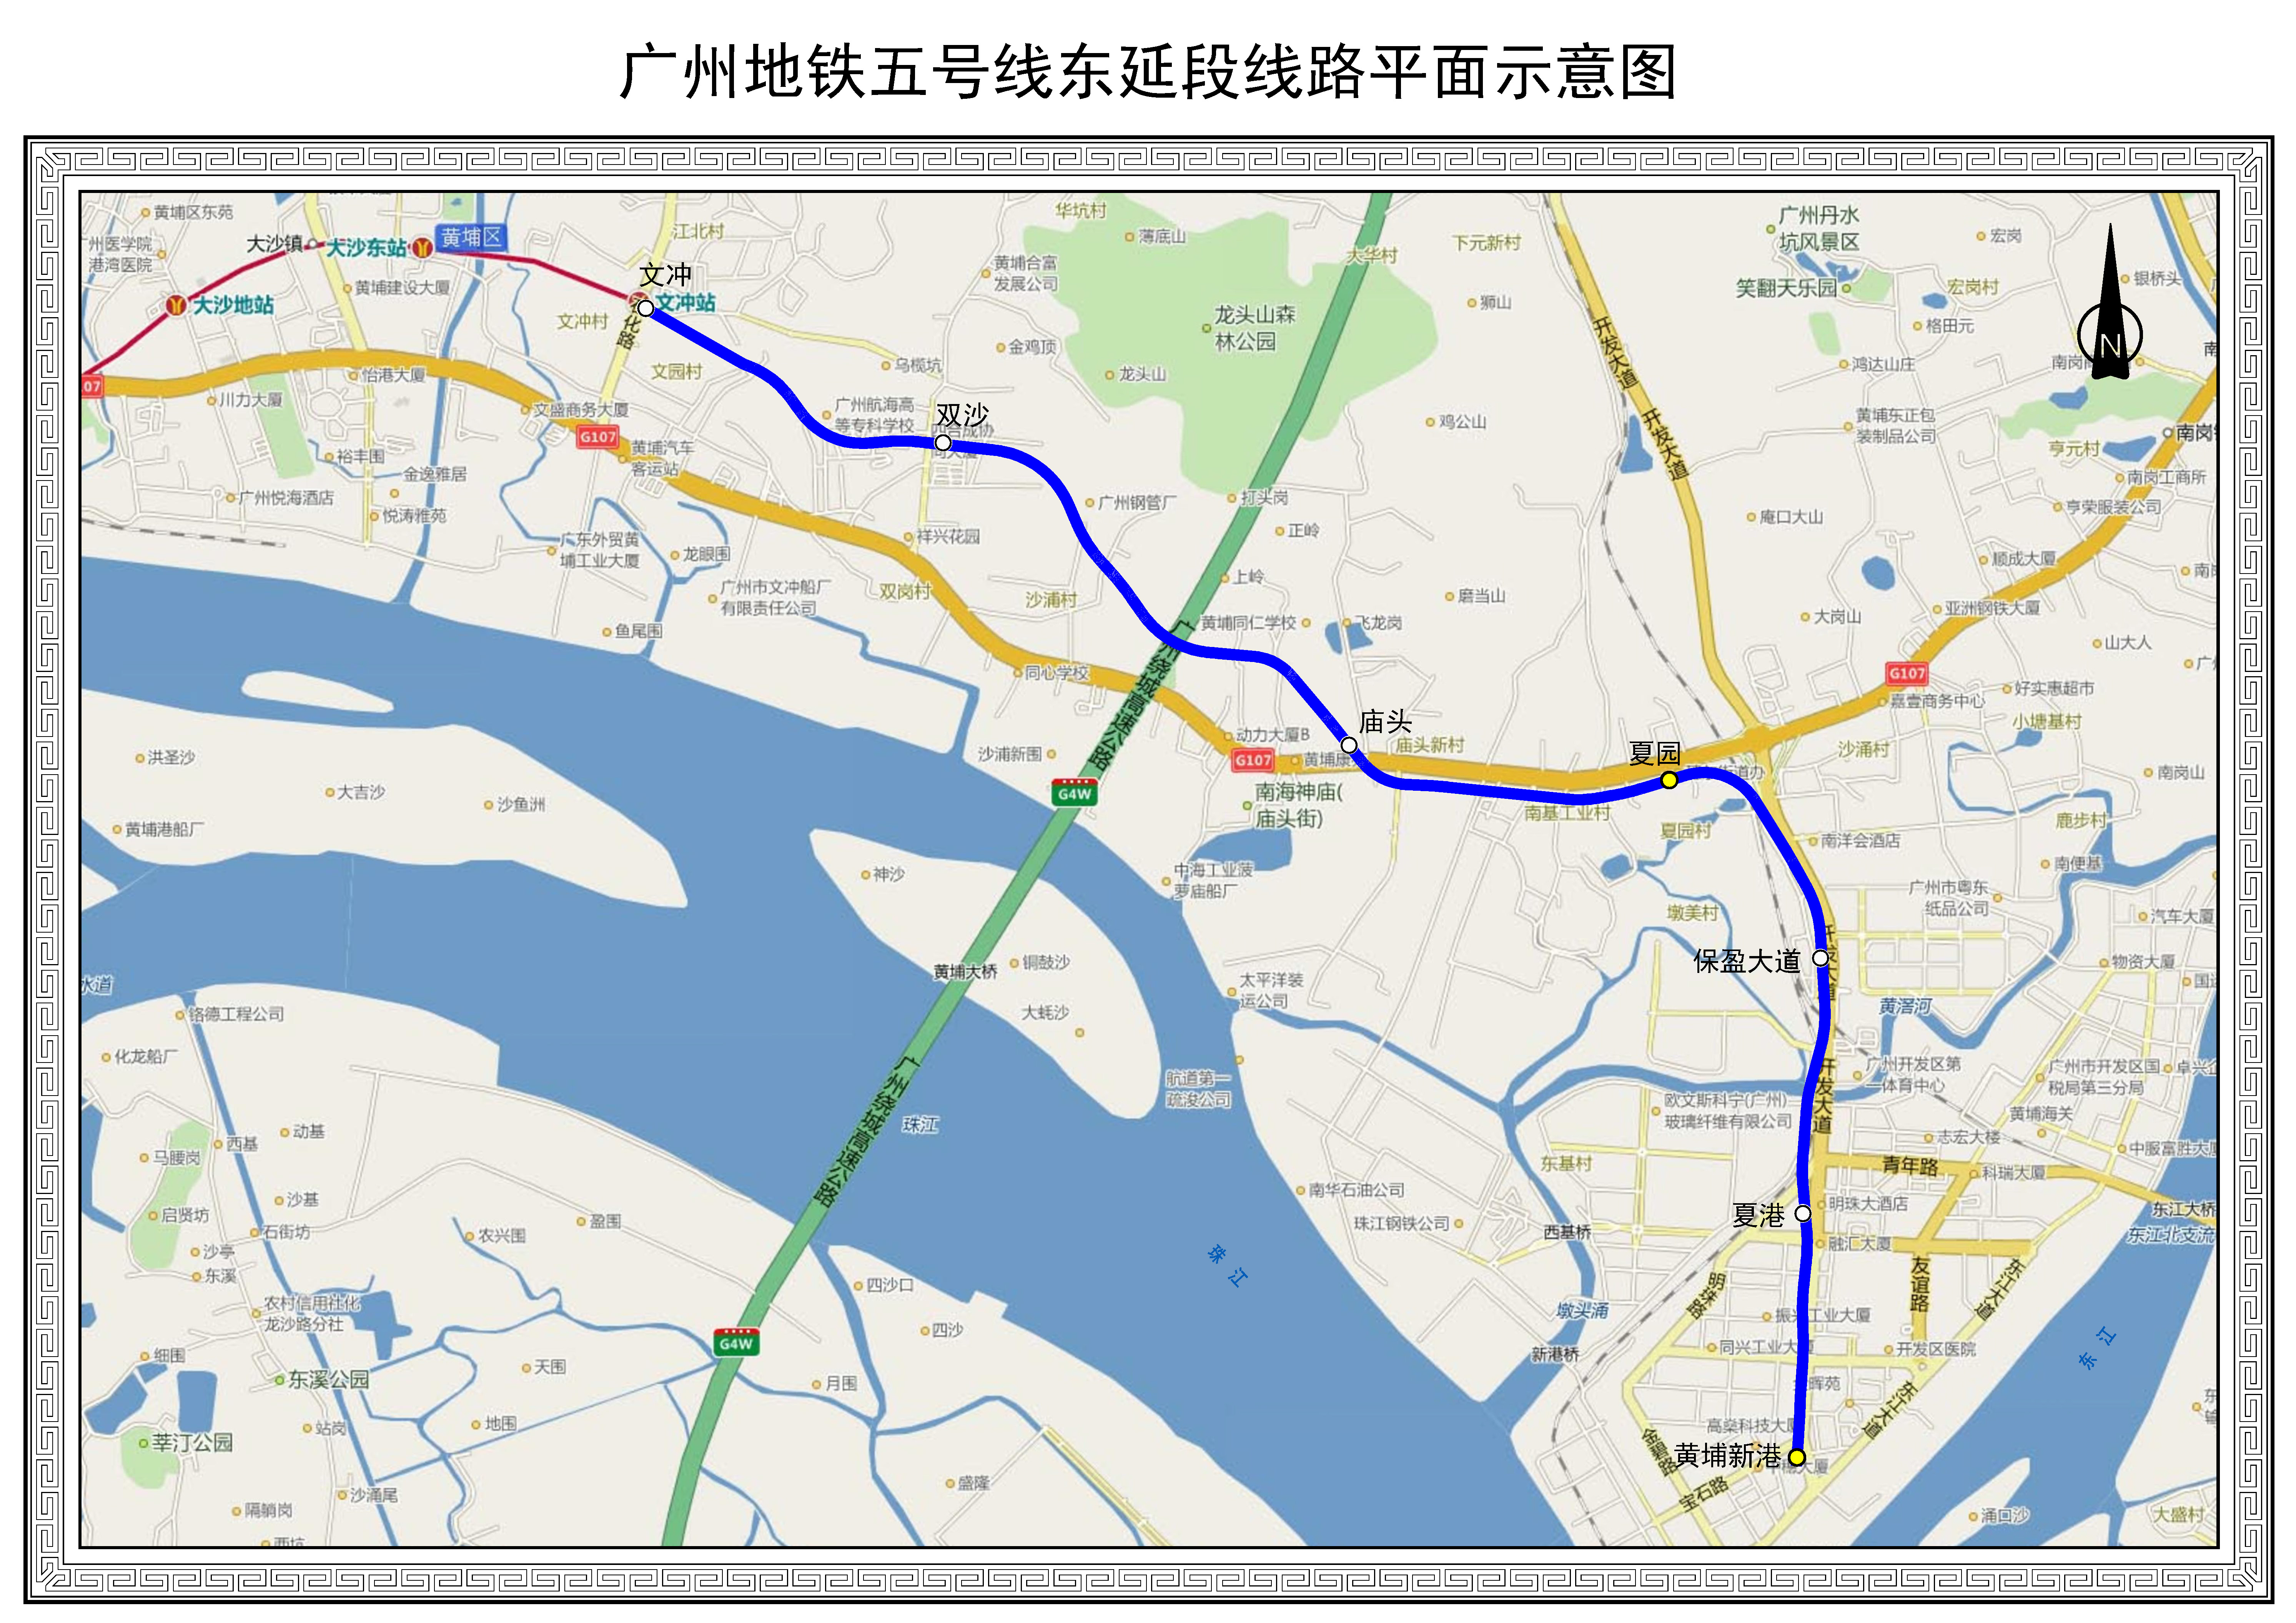 广州地铁五号线东延段线路平面示意图
黄埔区东苑
州医学院
港湾医院
大沙镇
大沙东站
黄埔区
江北村
华坑村
薄底山
大华村
下元新村
广州丹水
坑风景区
宏岗
银桥头
大沙地站
黄埔建设大厦
文冲
文冲站
文冲村
化路
黄埔合富
发展公司
龙头山森
林公园
狮山
笑翻天乐园
宏岗村
格田元
N
07
怡港大厦
川力大厦
文园村
乌榄坑
金鸡顶
龙头山
开发大道
鸿达山庄
文盛商务大厦
G107
黄埔汽车
客运站
广州航海高
等专科学校
双沙
鸡公山
开发大道
黄埔东正包
装制品公司
亨元村
南岗工商所
裕丰围
金逸雅居
广州悦海酒店
悦涛雅苑
广州钢管厂
打头岗
正岭
庵口大山
亨荣服装公司
广东外贸黄
埔工业大厦
龙眼围
祥兴花园
顺成大厦
上岭
广州市文冲船厂
有限责任公司
双岗村
沙浦村
磨当山
大岗山
亚洲钢铁大厦
鱼尾围
黄埔同仁学校
飞龙岗
山大人
同心学校
广州绕城高速公路
G107
好实惠超市
嘉壹商务中心
小塘基村
洪圣沙
沙浦新围
动力大厦B
G107
庙头
庙头新村
夏园
沙涌村
南岗山
大吉沙
沙鱼洲
G4W
南海神庙(
庙头街)
南基工业村
夏园村
鹿步村
黄埔港船厂
南洋会酒店
神沙
中海工业菠
萝庙船厂
南便基
广州市粤东
纸品公司
墩美村
汽车大厦
黄埔大桥
铜鼓沙
保盈大道
物资大厦
水道
太平洋装
运公司
大蚝沙
黄滘河
铬德工程公司
化龙船厂
广州绕城高速公路
航道第一
疏浚公司
开发大道
广州开发区第
一体育中心
广州市开发区国
税局第三分局
欧文斯科宁(广州)
玻璃纤维有限公司
黄埔海关
珠江
西基
动基
志宏大楼
马腰岗
东基村
青年路
科瑞大厦
南华石油公司
沙基
启贤坊
石街坊
农兴围
盈围
珠江钢铁公司
西基桥
夏港
明珠大酒店
东江大桥
东江北支流
沙亭
东溪
融汇大厦
珠江
四沙口
明珠路
友谊路
东江大道
农村信用社化
龙沙路分社
墩头涌
四沙
G4W
新港桥
同兴工业大厦
开发区医院
东江
细围
天围
东溪公园
月围
东江大道
站岗
地围
莘汀公园
金碧路
黄埔新港
宝石路
沙涌尾
盛隆
隔躺岗
涌口沙
大盛村